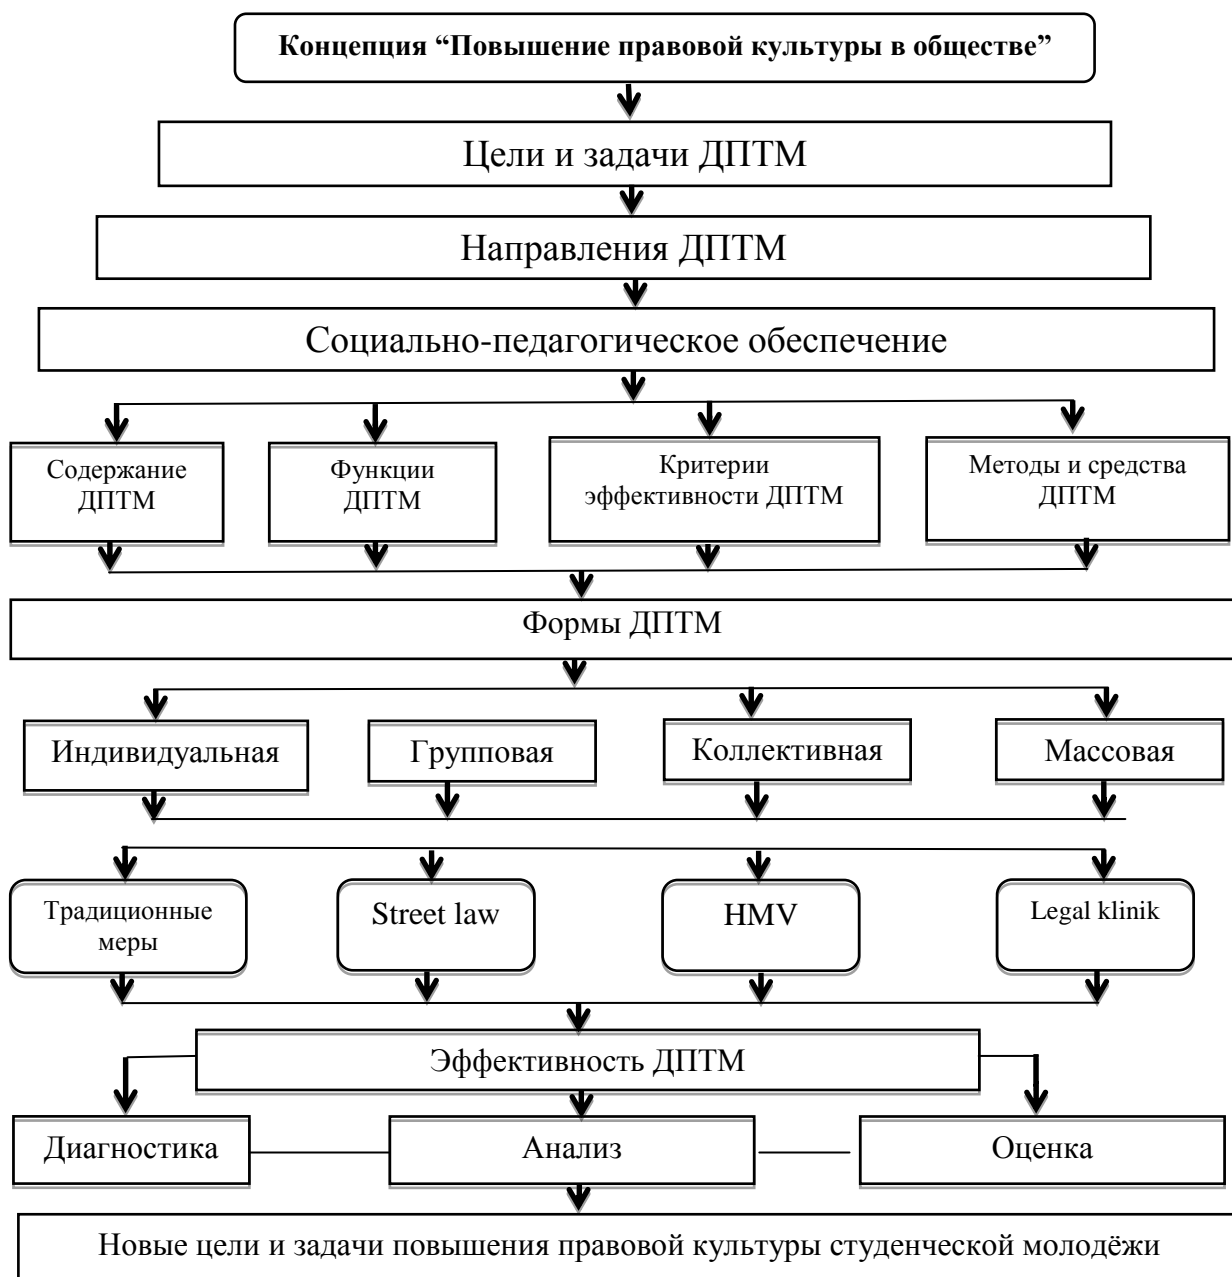 Концепция “Повышение правовой культуры в обществе”
Цели и задачи ДПТМ
Направления ДПТМ
Социально-педагогическое обеспечение
Содержание
ДПТМ
Функции
ДПТМ
Критерии
эффективности ДПТМ
Методы и средства
ДПТМ
Формы ДПТМ
Индивидуальная
Групповая
Коллективная
Массовая
Традиционные
меры
Street law
HMV
Legal klinik
Эффективность ДПТМ
Диагностика
Анализ
Оценка
Новые цели и задачи повышения правовой культуры студенческой молодёжи